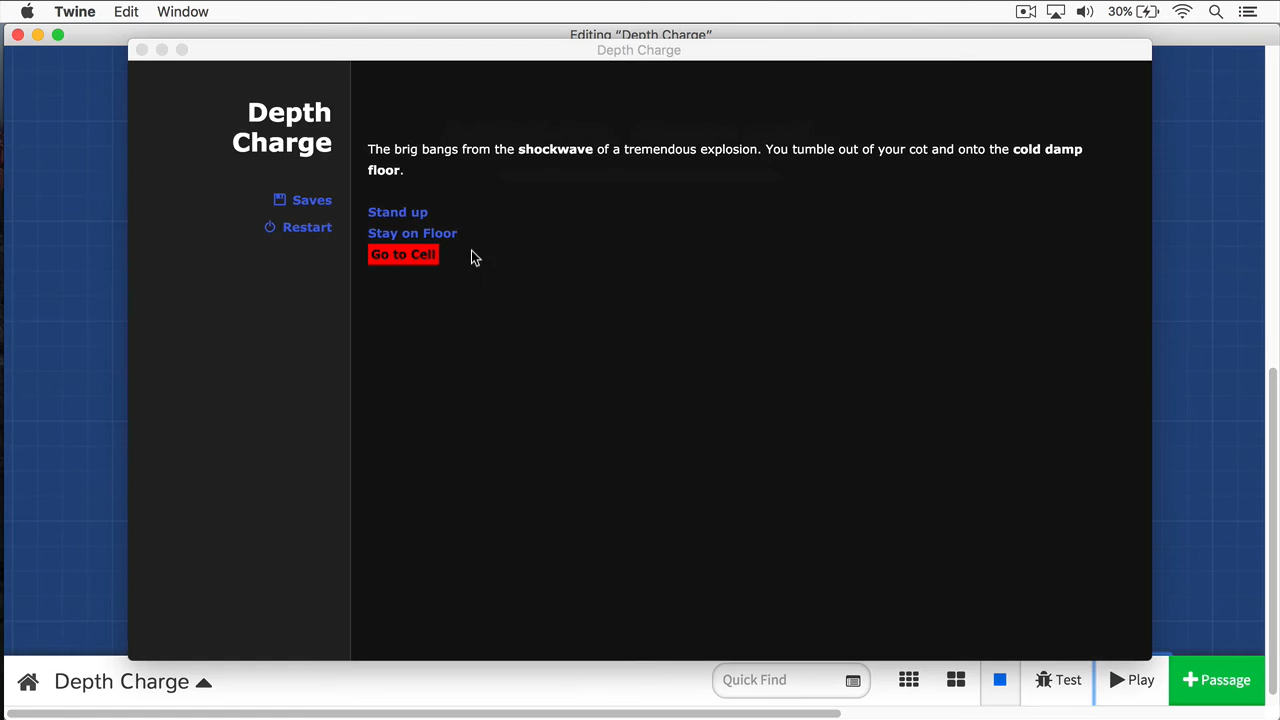 Twine Edit Window 30%
Editing “Depth Charge”
Depth Charge
Depth
Charge
Saves
Restart
The brig bangs from the shockwave of a tremendous explosion. You tumble out of your cot and onto the cold damp
floor.
Stand up
Stay on Floor
Go to Cell
Depth Charge Quick Find Test Play Passage